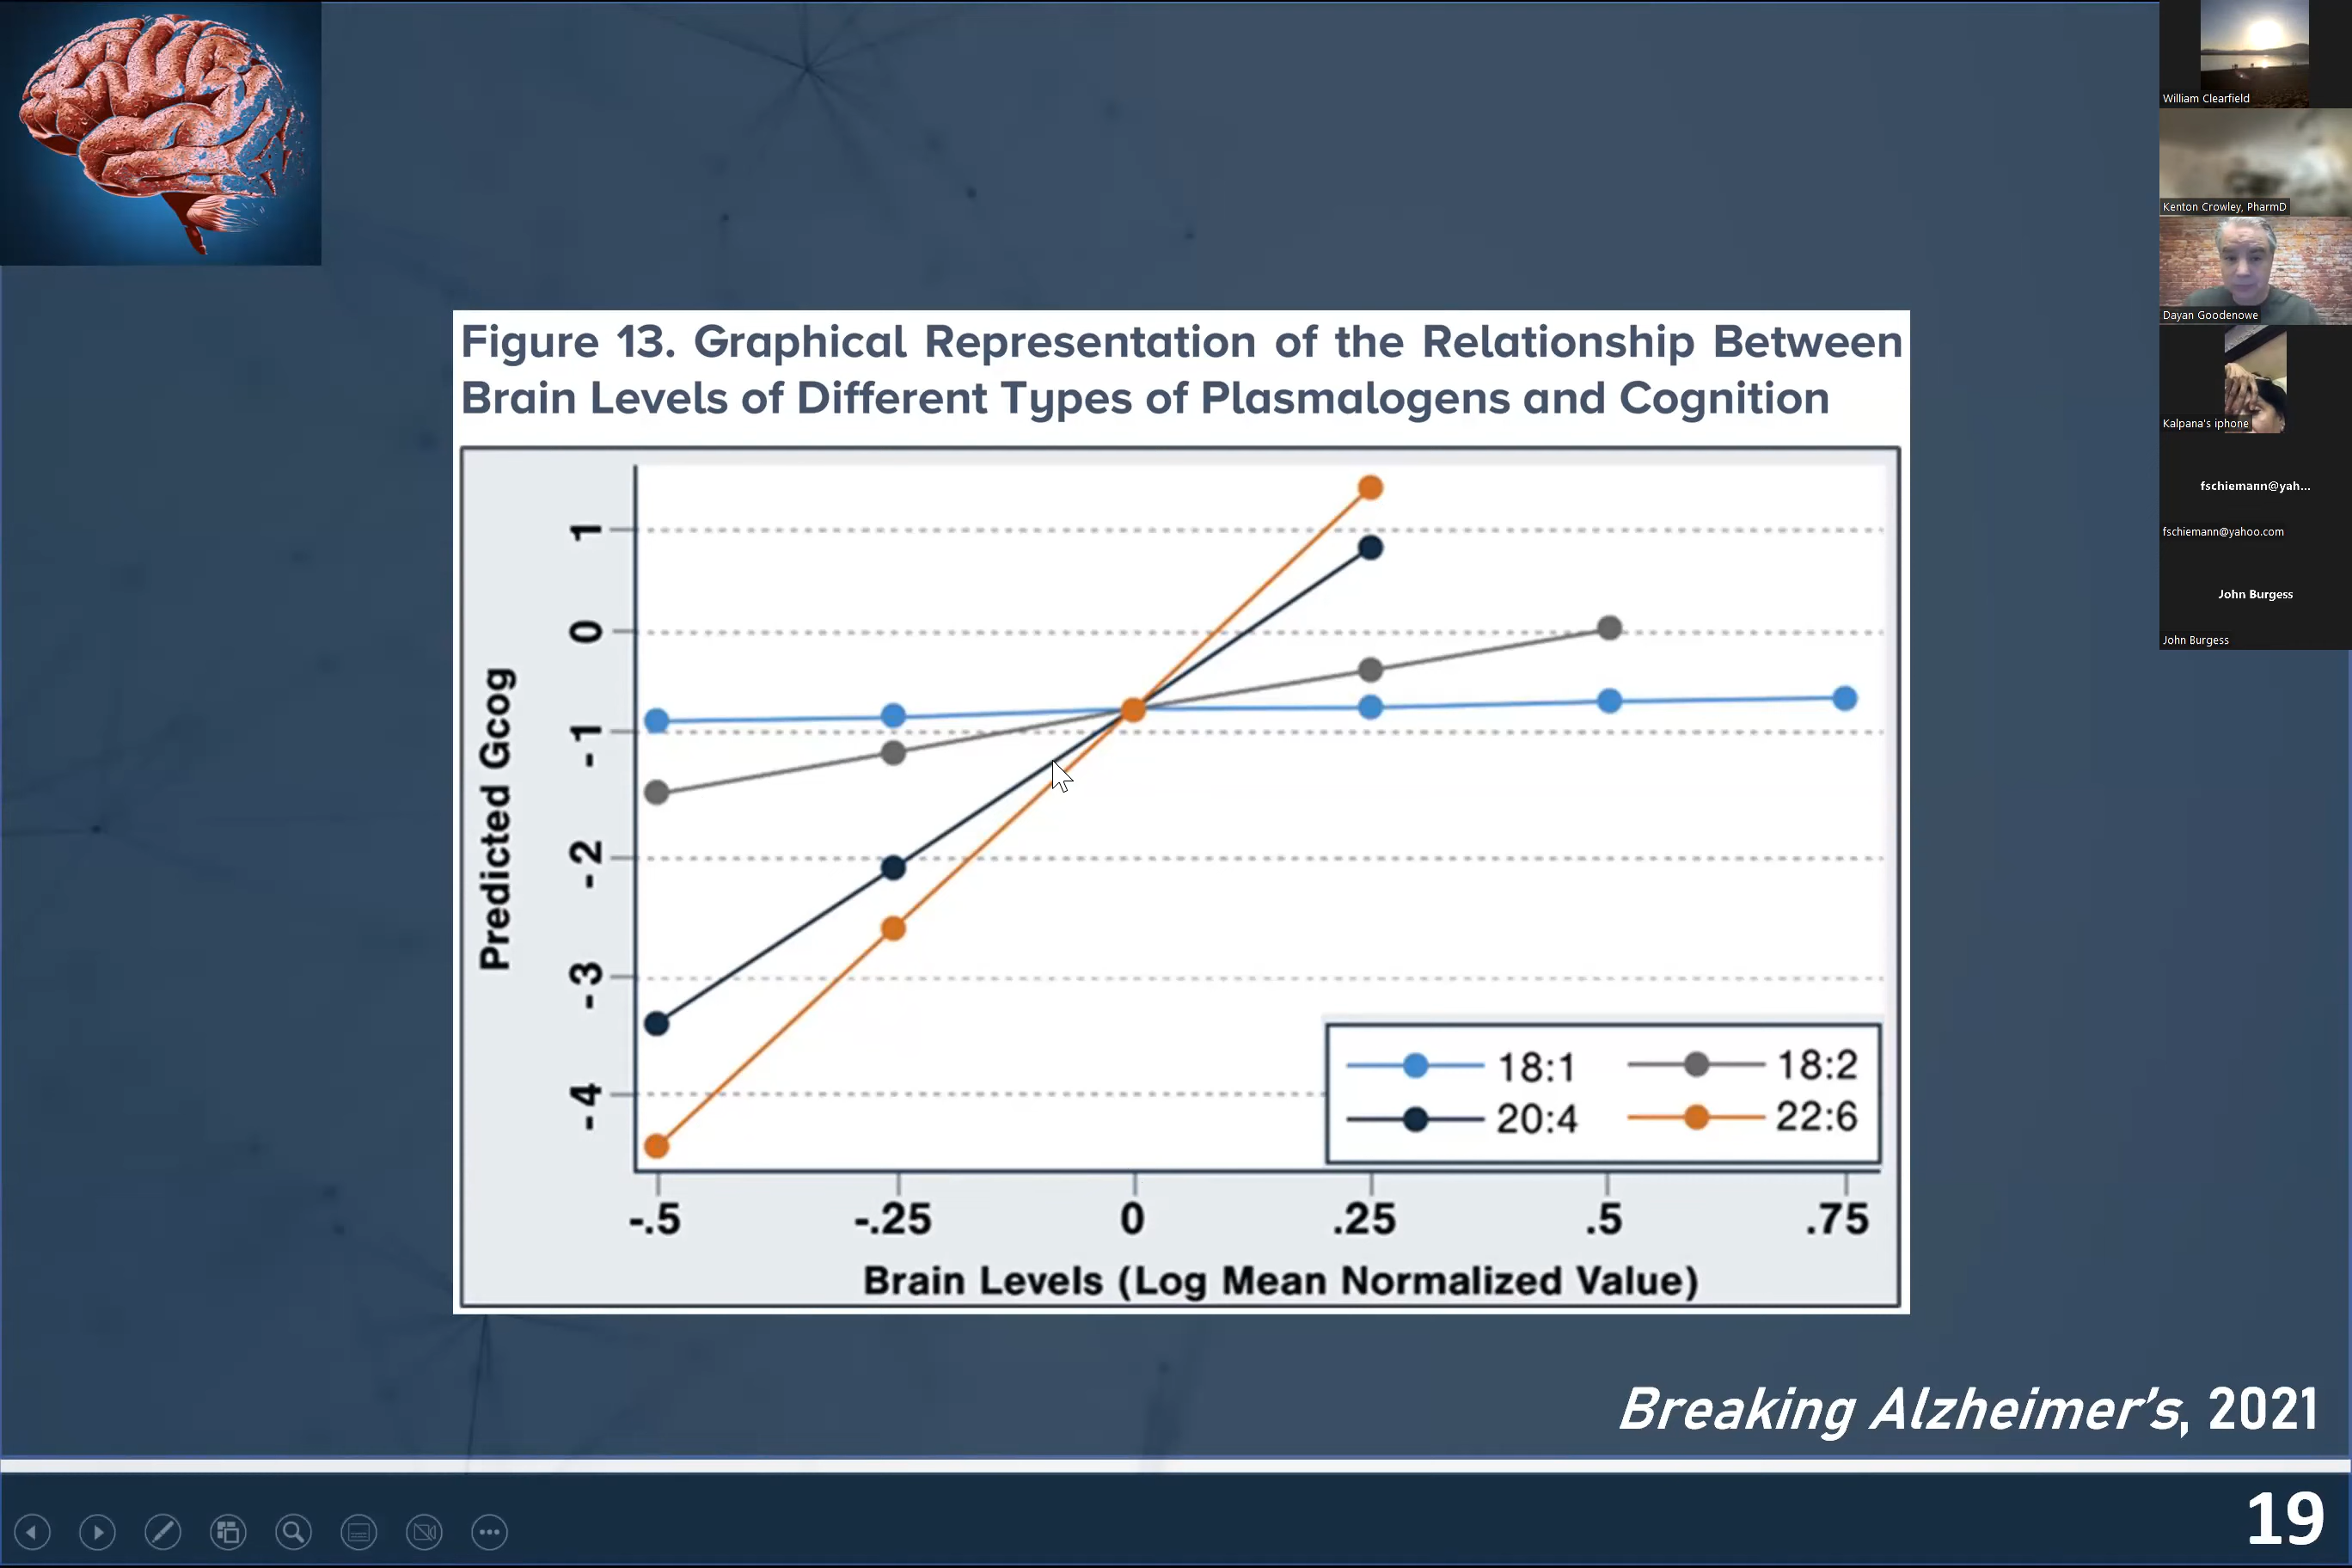 Figure 13. Graphical Representation of the Relationship Between
Brain Levels of Different Types of Plasmalogens and Cognition
Predicted Gcog
1
0
-1
-2
-3
-4
18:1
18:2
20:4
22:6
-.5
-.25
0
.25
.5
.75
Brain Levels (Log Mean Normalized Value)
Breaking Alzheimer's, 2021
19
William Clearfield
Kenton Crowley, PharmD
Dayan Goodenowe
Kalpana's iphone
fschiemann@yah...
fschiemann@yahoo.com
John Burgess
John Burgess